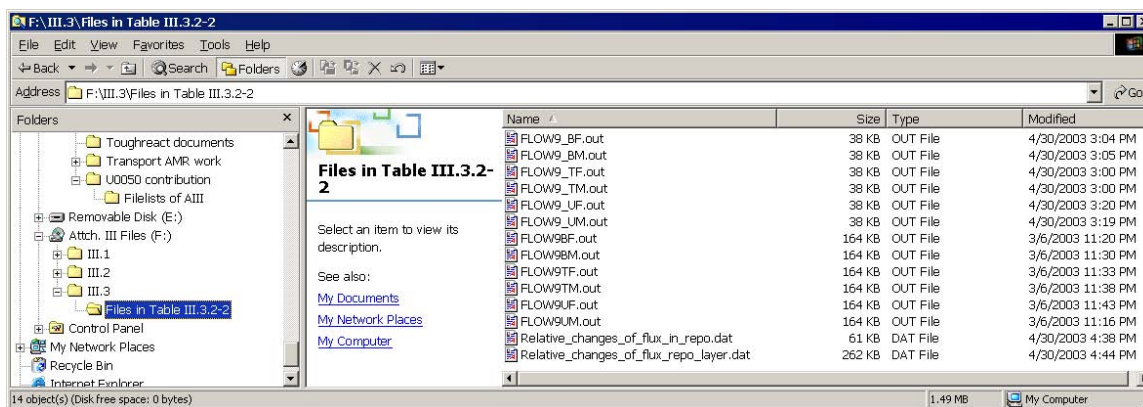 F:\III.3\Files in Table III.3.2-2
File Edit View Favorites Tools Help
Back Search Folders
Address F:\III.3\Files in Table III.3.2-2 Go
Folders
Toughreact documents
Transport AMR work
U0050 contribution
Filelists of AIII
Removable Disk (E:)
Attch. III Files (F:)
III.1
III.2
III.3
Files in Table III.3.2-2
Control Panel
My Network Places
Recycle Bin
Internet Explorer
Files in Table III.3.2-
2
Select an item to view its
description.
See also:
My Documents
My Network Places
My Computer
Name Size Type Modified
FLOW9_BF.out 38 KB OUT File 4/30/2003 3:04 PM
FLOW9_BM.out 38 KB OUT File 4/30/2003 3:05 PM
FLOW9_TF.out 38 KB OUT File 4/30/2003 3:00 PM
FLOW9_TM.out 38 KB OUT File 4/30/2003 3:00 PM
FLOW9_UF.out 38 KB OUT File 4/30/2003 3:20 PM
FLOW9_UM.out 38 KB OUT File 4/30/2003 3:19 PM
FLOW9BF.out 164 KB OUT File 3/6/2003 11:20 PM
FLOW9BM.out 164 KB OUT File 3/6/2003 11:30 PM
FLOW9TF.out 164 KB OUT File 3/6/2003 11:33 PM
FLOW9TM.out 164 KB OUT File 3/6/2003 11:38 PM
FLOW9UF.out 164 KB OUT File 3/6/2003 11:43 PM
FLOW9UM.out 164 KB OUT File 3/6/2003 11:16 PM
Relative_changes_of_flux_in_repo.dat 61 KB DAT File 4/30/2003 4:38 PM
Relative_changes_of_flux_repo_layer.dat 262 KB DAT File 4/30/2003 4:44 PM
14 object(s) (Disk free space: 0 bytes) 1.49 MB My Computer